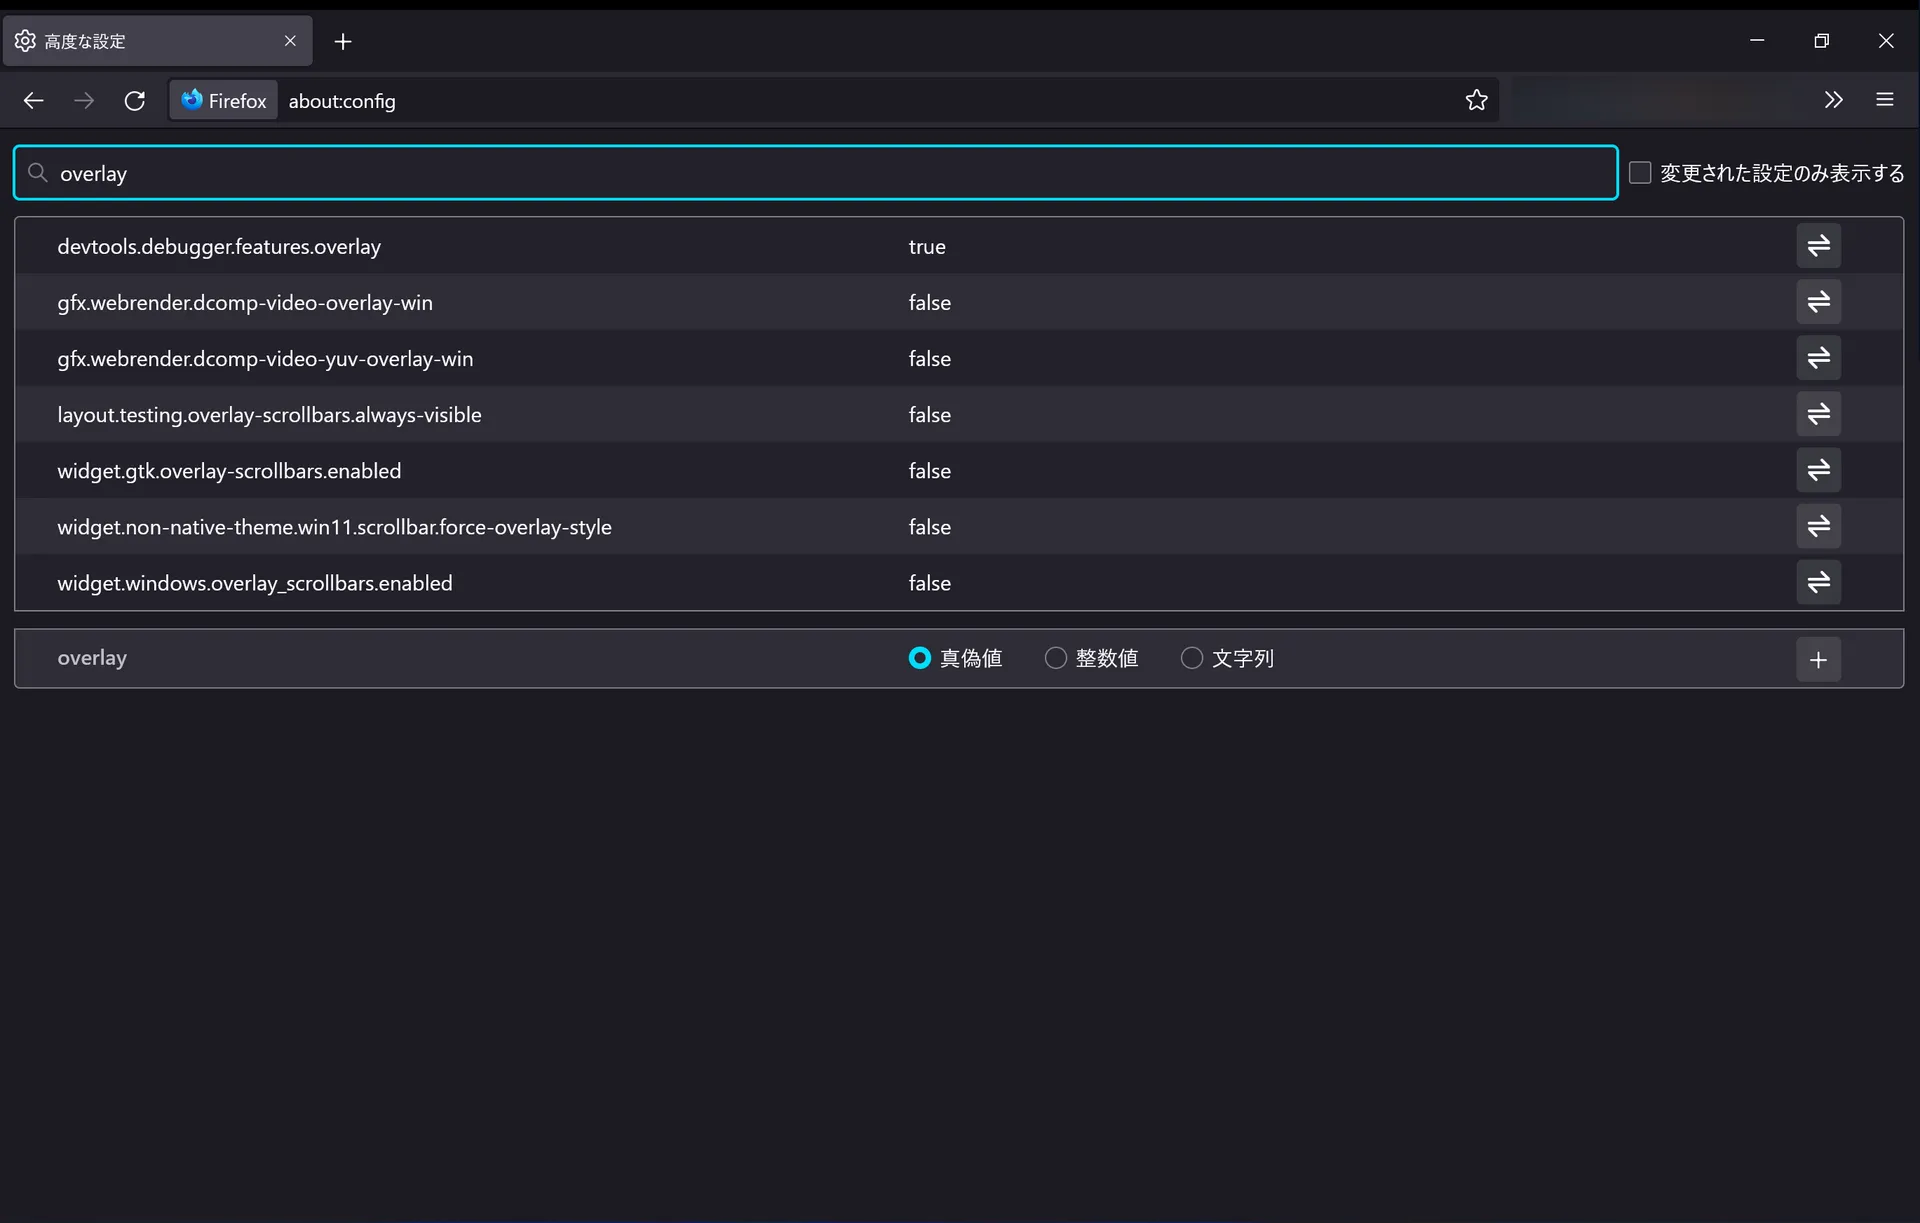 高度な設定
Firefox about:config
overlay 変更された設定のみ表示する
devtools.debugger.features.overlay true
gfx.webrender.dcomp-video-overlay-win false
gfx.webrender.dcomp-video-yuv-overlay-win false
layout.testing.overlay-scrollbars.always-visible false
widget.gtk.overlay-scrollbars.enabled false
widget.non-native-theme.win11.scrollbar.force-overlay-style false
widget.windows.overlay_scrollbars.enabled false
overlay 真偽値 整数値 文字列